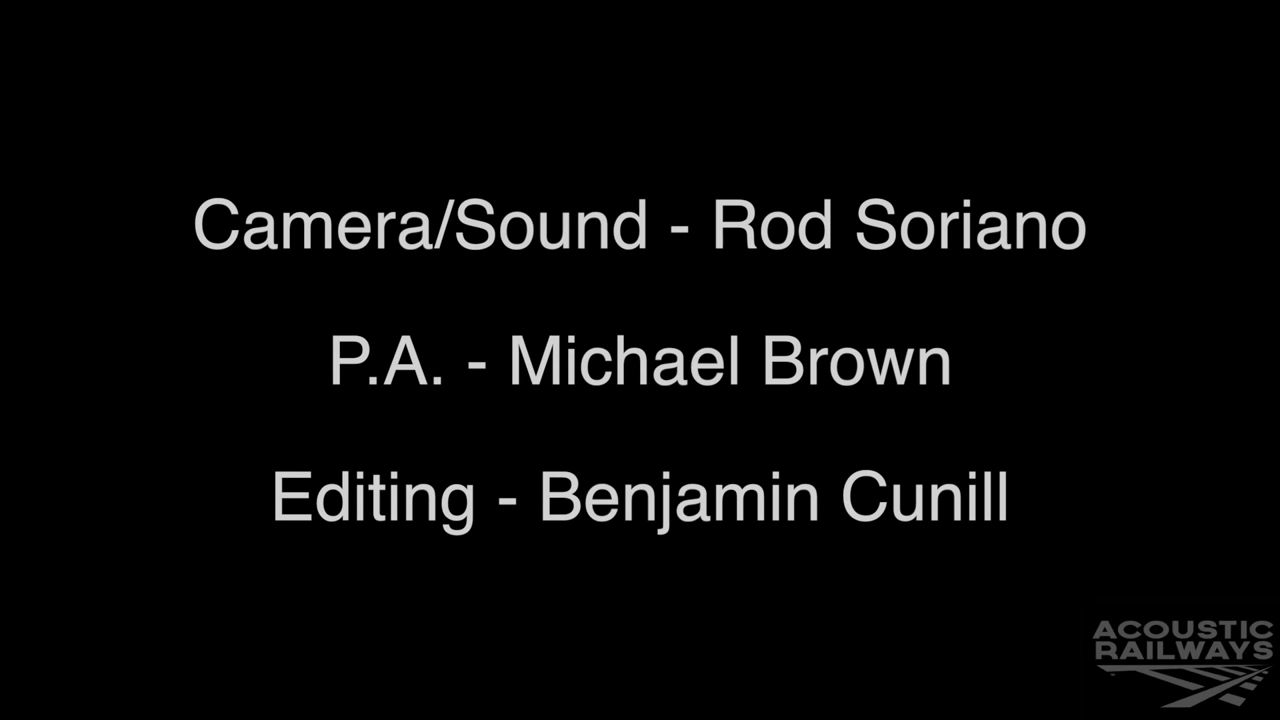 Camera/Sound - Rod Soriano
P.A. - Michael Brown
Editing - Benjamin Cunill
ACOUSTIC
RAILWAYS